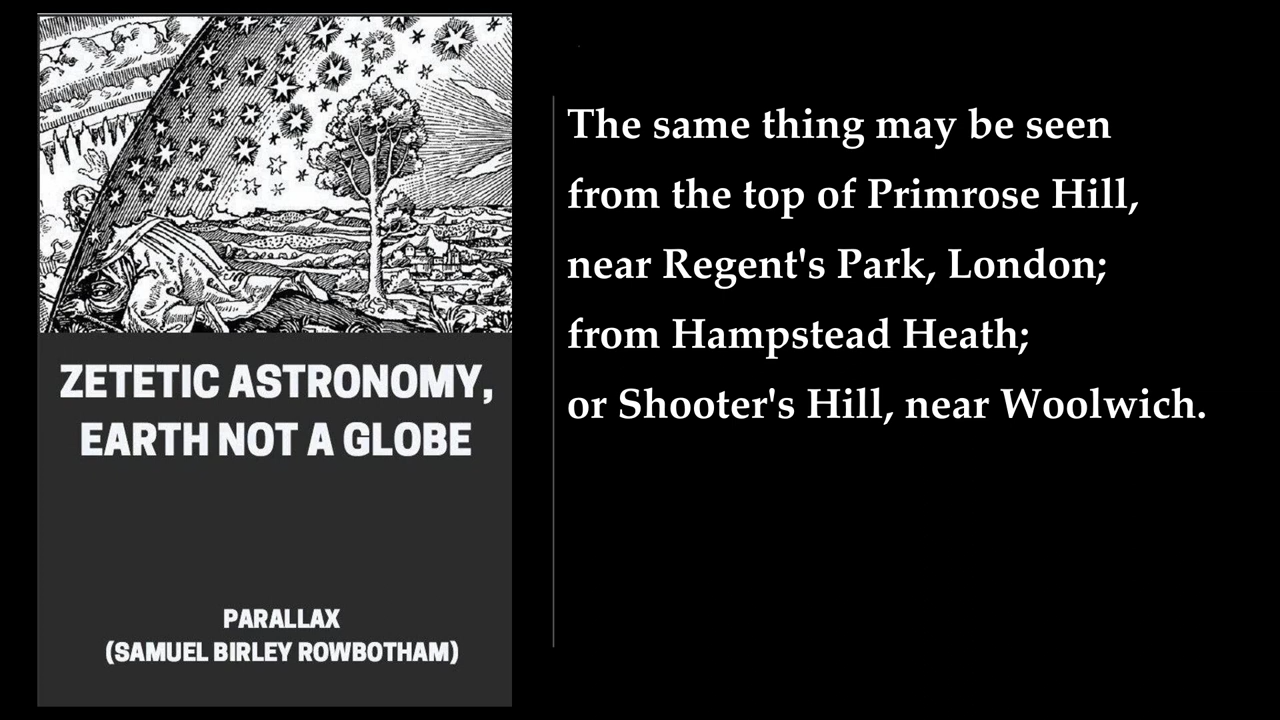 ZETETIC ASTRONOMY,
EARTH NOT A GLOBE
PARALLAX
(SAMUEL BIRLEY ROWBOTHAM)
The same thing may be seen
from the top of Primrose Hill,
near Regent's Park, London;
from Hampstead Heath;
or Shooter's Hill, near Woolwich.